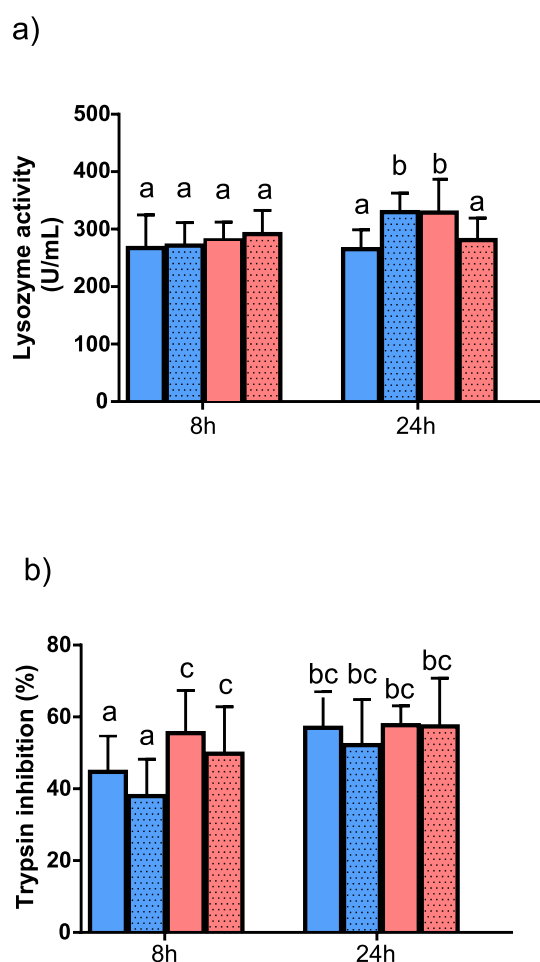 a)
Lysozyme activity
(U/mL)
500
400
300
200
100
0
a a a a
a b b a
8h 24h
b)
Trypsin inhibition (%)
80
60
40
20
0
a a c c
bc bc bc bc
8h 24h